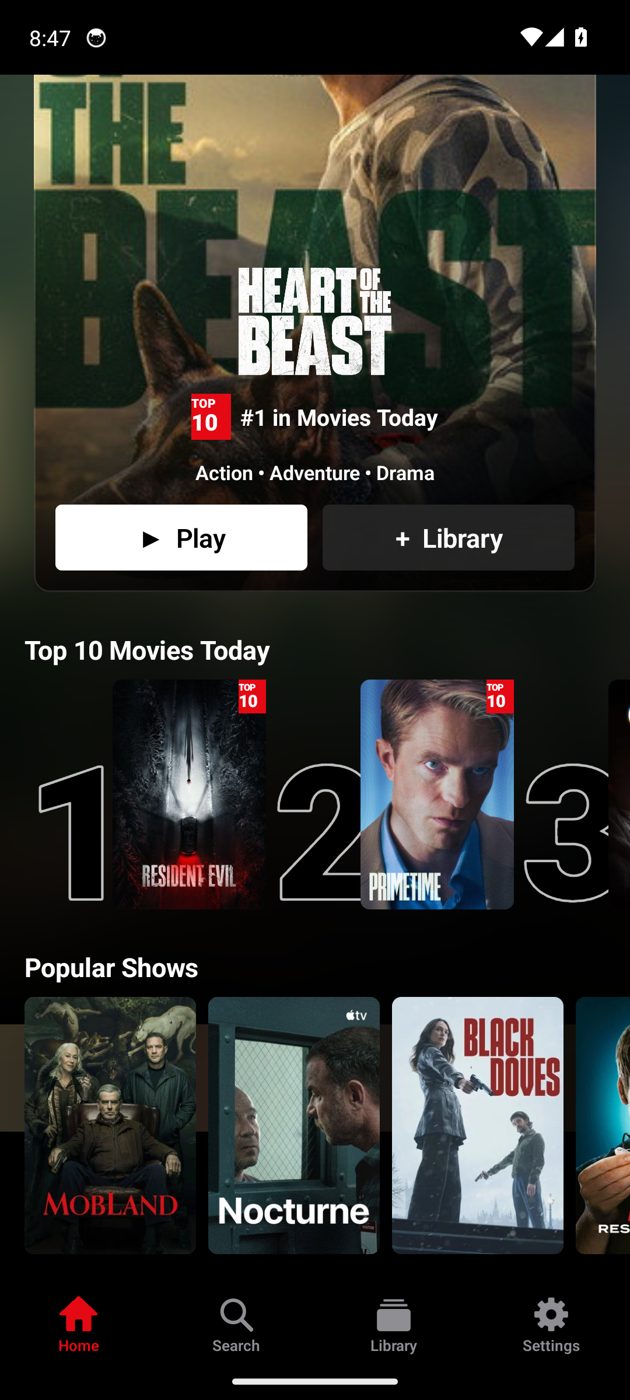 8:47
THE
BEAST
HEART OF THE
BEAST
TOP
10
#1 in Movies Today
Action • Adventure • Drama
▶ Play
+ Library
Top 10 Movies Today
1
TOP
10
RESIDENT EVIL
2
TOP
10
PRIMETIME
3
Popular Shows
MOBLAND
tv
Nocturne
BLACK
DOVES
RES
Home
Search
Library
Settings